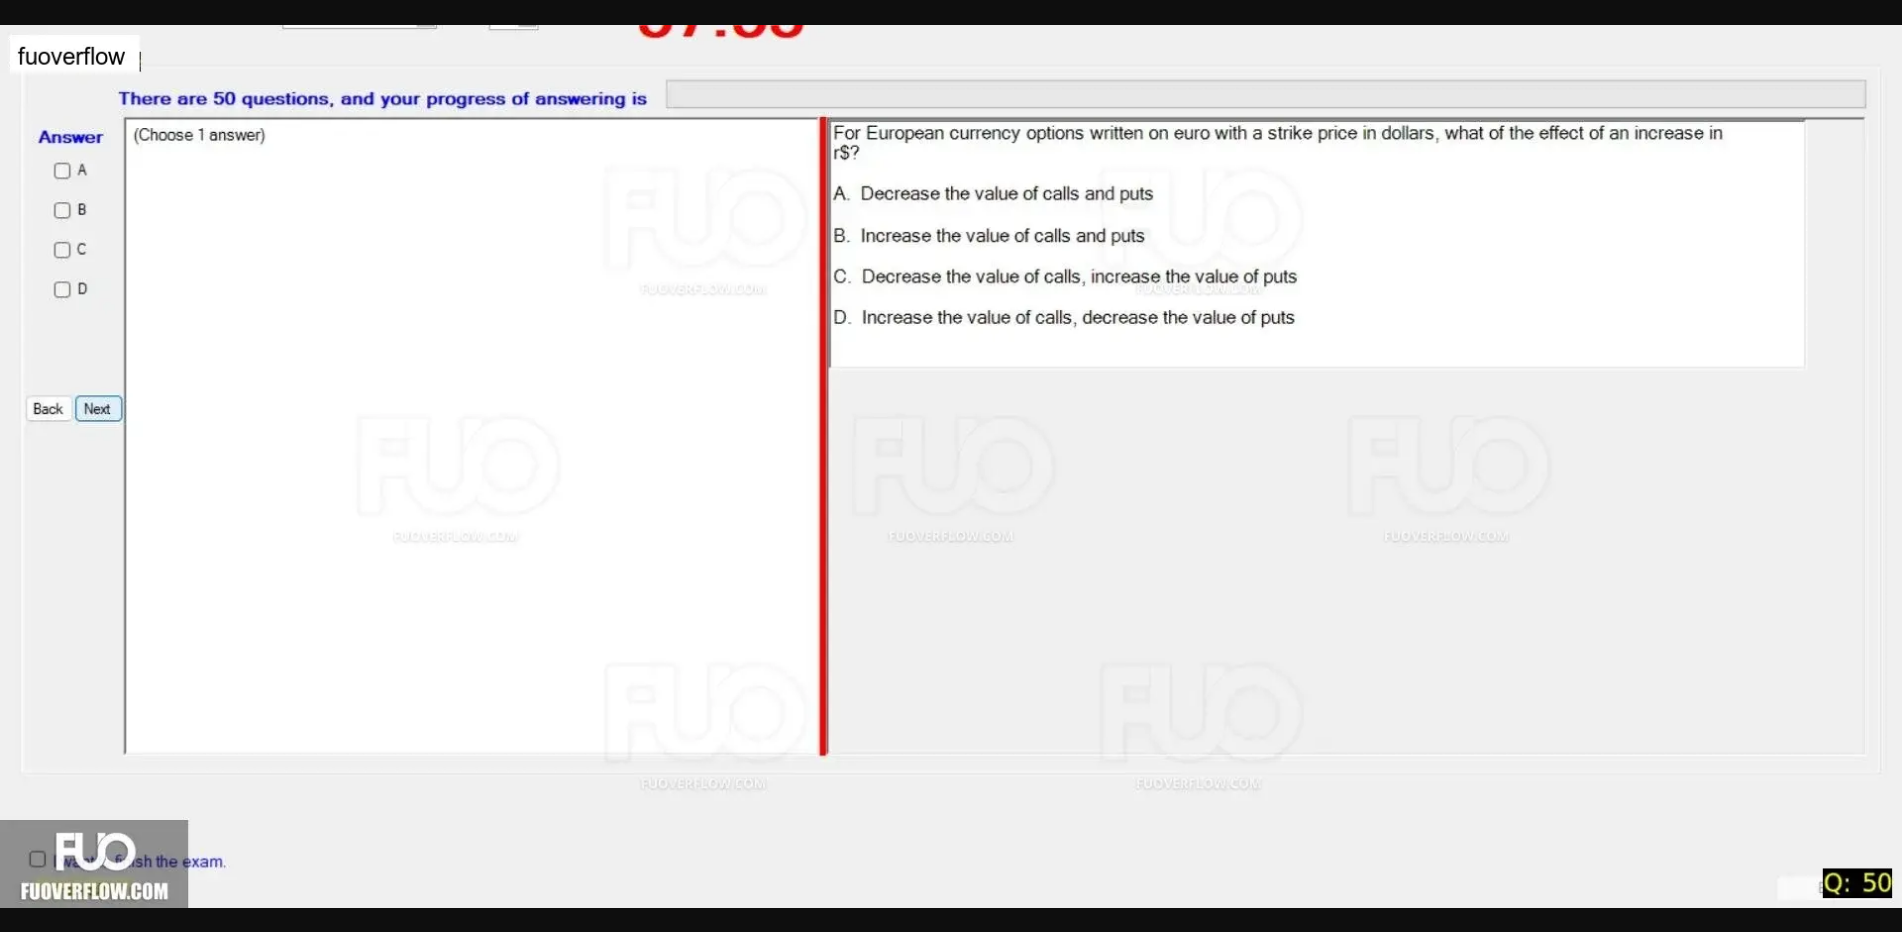 fuoverflow
There are 50 questions, and your progress of answering is
Answer
(Choose 1 answer)
A
B
C
D
Back Next
For European currency options written on euro with a strike price in dollars, what of the effect of an increase in
r$?
A. Decrease the value of calls and puts
B. Increase the value of calls and puts
C. Decrease the value of calls, increase the value of puts
D. Increase the value of calls, decrease the value of puts
FUO
FUOVERFLOW.COM
FUO
FUOVERFLOW.COM
FUO
FUOVERFLOW.COM
FUO
FUOVERFLOW.COM
FUO
FUOVERFLOW.COM
FUO
FUOVERFLOW.COM
FUO
FUOVERFLOW.COM
the exam.
FUO
FUOVERFLOW.COM
Q: 50